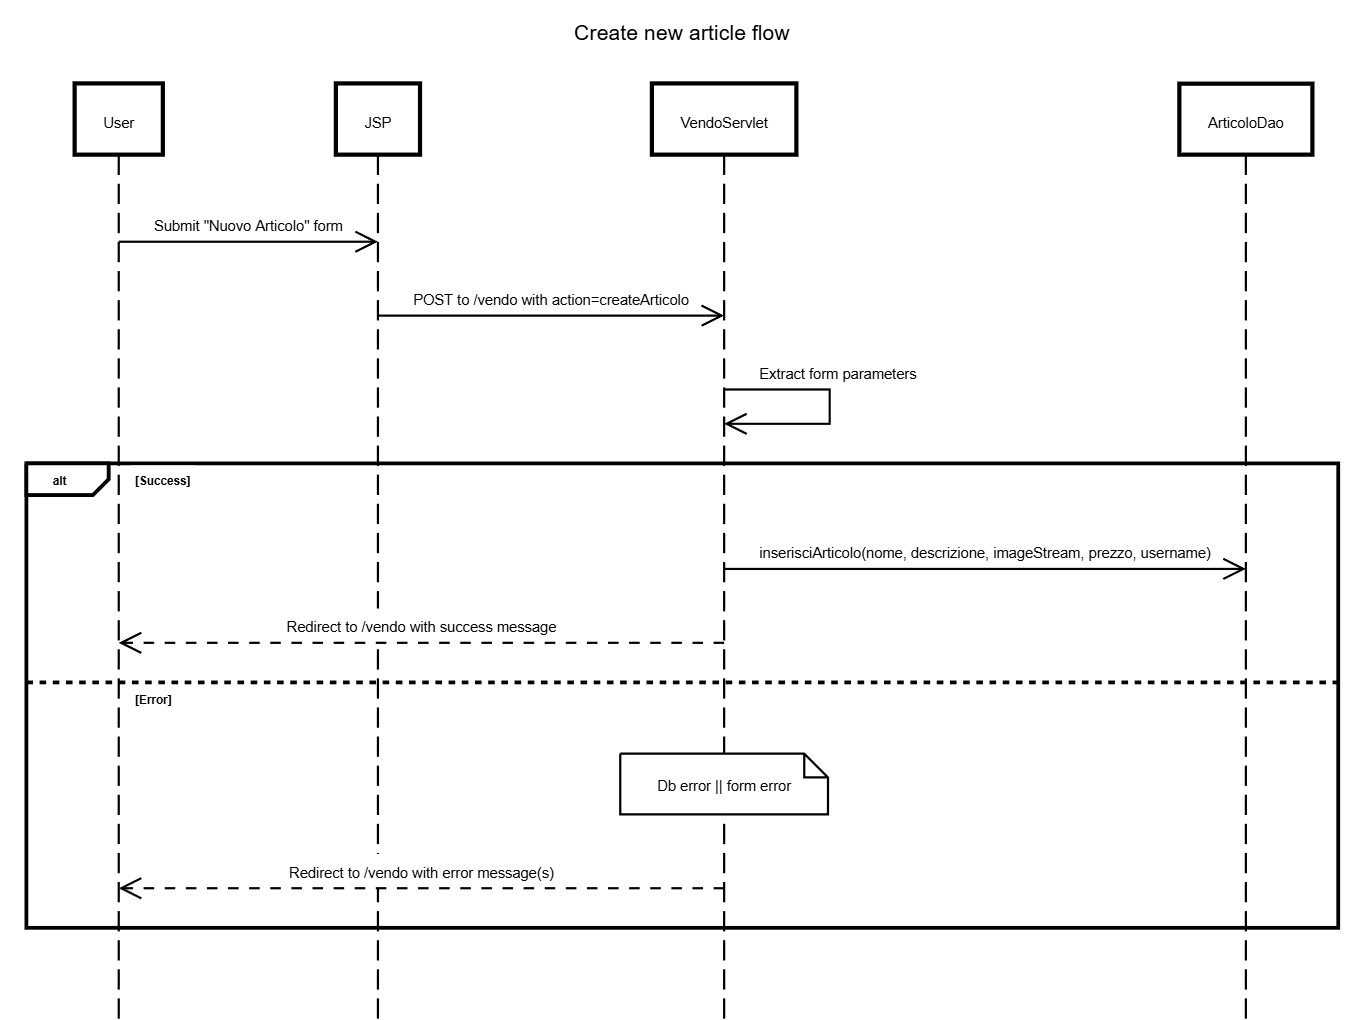 Create new article flow
User
JSP
VendoServlet
ArticoloDao
Submit "Nuovo Articolo" form
POST to /vendo with action=createArticolo
Extract form parameters
alt
[Success]
inserisciArticolo(nome, descrizione, imageStream, prezzo, username)
Redirect to /vendo with success message
[Error]
Db error || form error
Redirect to /vendo with error message(s)